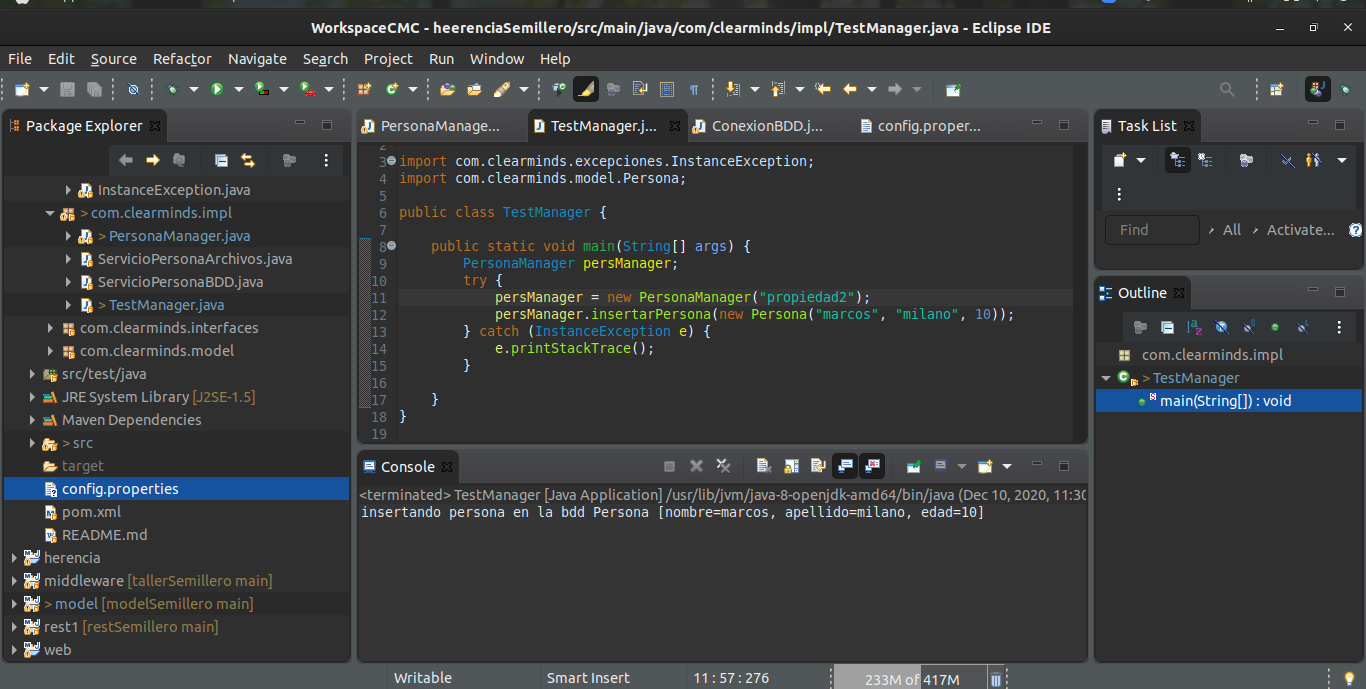 WorkspaceCMC - heerenciaSemillero/src/main/java/com/clearminds/impl/TestManager.java - Eclipse IDE
File Edit Source Refactor Navigate Search Project Run Window Help
Package Explorer
InstanceException.java
> com.clearminds.impl
> PersonaManager.java
ServicioPersonaArchivos.java
ServicioPersonaBDD.java
> TestManager.java
com.clearminds.interfaces
com.clearminds.model
src/test/java
JRE System Library [J2SE-1.5]
Maven Dependencies
> src
target
config.properties
pom.xml
README.md
herencia
middleware [tallerSemillero main]
> model [modelSemillero main]
rest1 [restSemillero main]
web
PersonaManage... TestManager.j... ConexionBDD.j... config.proper...
2
3 import com.clearminds.excepciones.InstanceException;
4 import com.clearminds.model.Persona;
5
6 public class TestManager {
7
8 public static void main(String[] args) {
9 PersonaManager persManager;
10 try {
11 persManager = new PersonaManager("propiedad2");
12 persManager.insertarPersona(new Persona("marcos", "milano", 10));
13 } catch (InstanceException e) {
14 e.printStackTrace();
15 }
16
17 }
18 }
19
Console
<terminated> TestManager [Java Application] /usr/lib/jvm/java-8-openjdk-amd64/bin/java (Dec 10, 2020, 11:30
insertando persona en la bdd Persona [nombre=marcos, apellido=milano, edad=10]
Task List
Find All Activate...
Outline
com.clearminds.impl
> TestManager
main(String[]) : void
Writable Smart Insert 11 : 57 : 276 233M of 417M